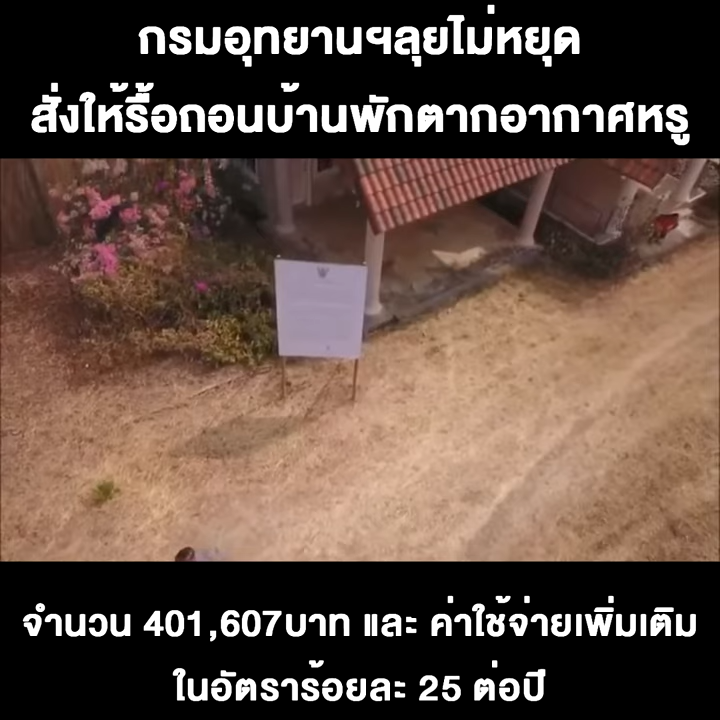 กรมอุทยานฯลุยไม่หยุด
สั่งให้รื้อถอนบ้านพักตากอากาศหรู
จำนวน 401,607บาท และ ค่าใช้จ่ายเพิ่มเติม
ในอัตราร้อยละ 25 ต่อปี